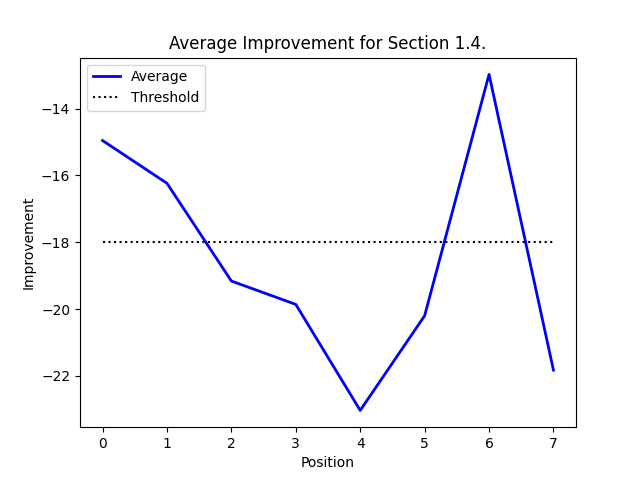 Average Improvement for Section 1.4.
Average
Threshold
Improvement
−14
−16
−18
−20
−22
0 1 2 3 4 5 6 7
Position